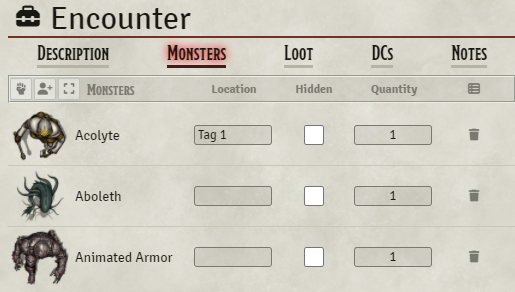 Encounter
Description Monsters Loot DCs Notes
Monsters Location Hidden Quantity
Acolyte Tag 1 1
Aboleth 1
Animated Armor 1